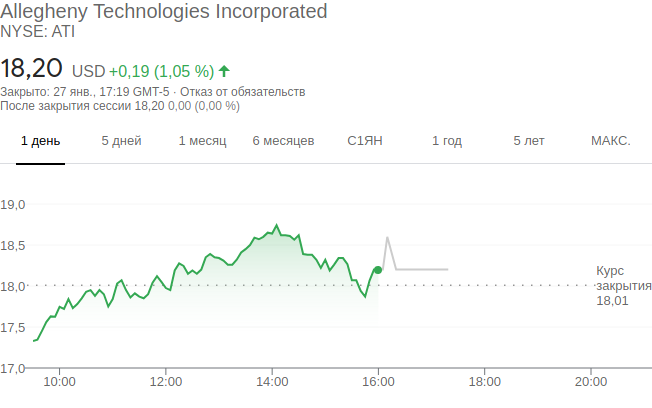 Allegheny Technologies Incorporated
NYSE: ATI
18,20 USD +0,19 (1,05 %)
Закрыто: 27 янв., 17:19 GMT-5 · Отказ от обязательств
После закрытия сессии 18,20 0,00 (0,00 %)
1 день 5 дней 1 месяц 6 месяцев С1ЯН 1 год 5 лет МАКС.
19,0
18,5
18,0
17,5
17,0
Курс
закрытия
18,01
10:00 12:00 14:00 16:00 18:00 20:00